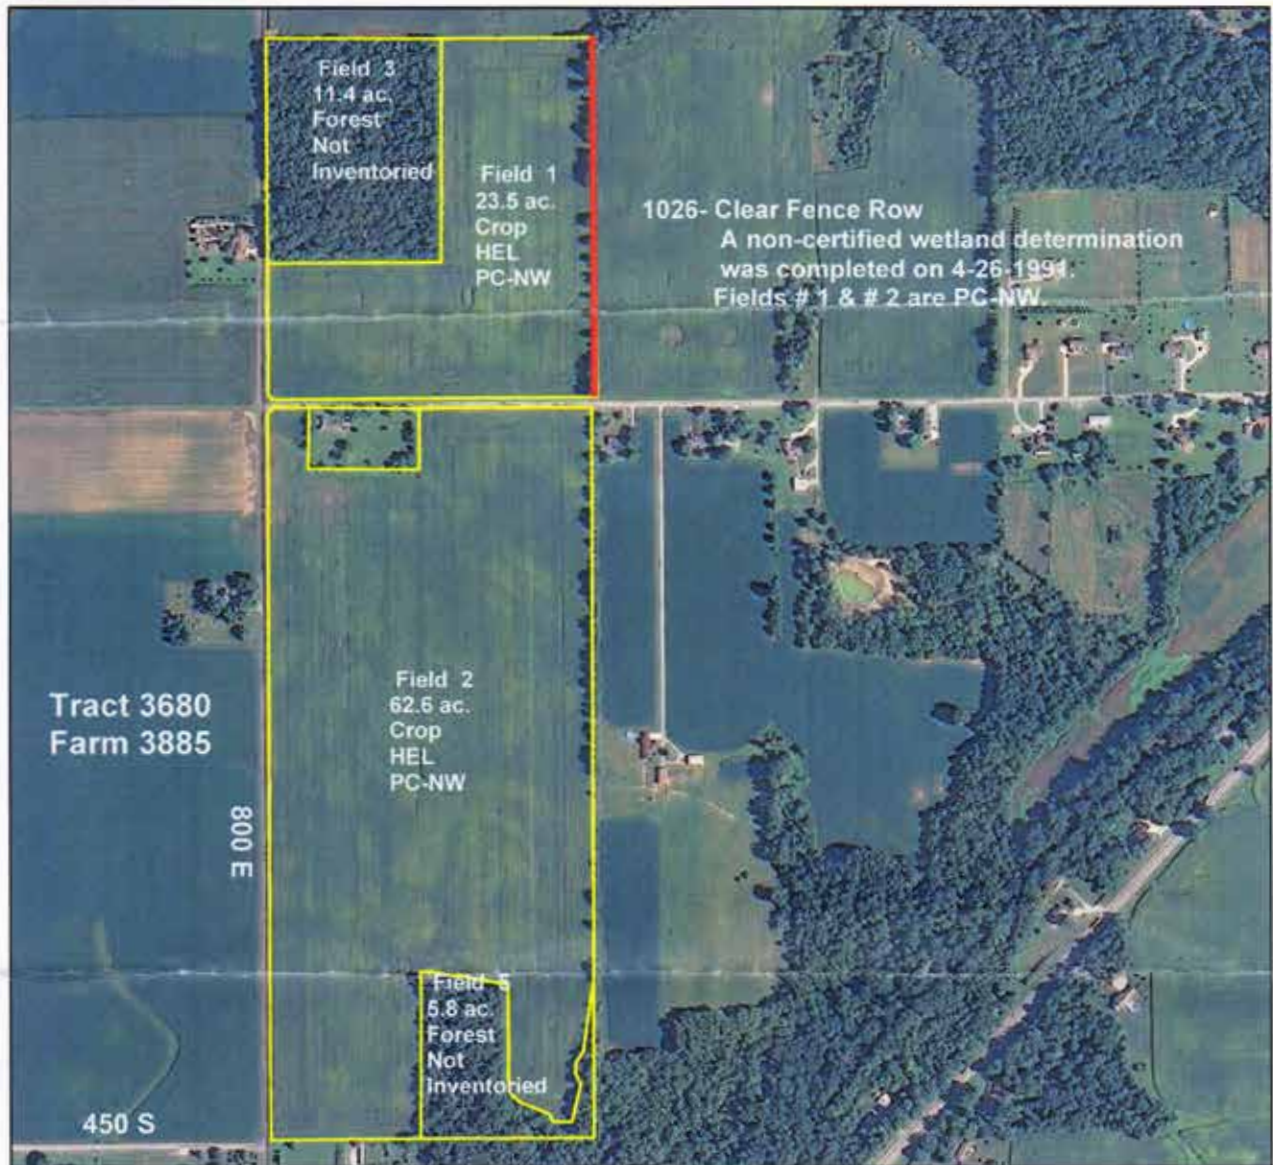 Field 3
11.4 ac.
Forest
Not
Inventoried
Field 1
23.5 ac.
Crop
HEL
PC-NW
1026- Clear Fence Row
A non-certified wetland determination
was completed on 4-26-1991.
Fields # 1 & # 2 are PC-NW.
Field 2
62.6 ac.
Crop
HEL
PC-NW
Tract 3680
Farm 3885
800 E
Field 5
5.8 ac.
Forest
Not
Inventoried
450 S